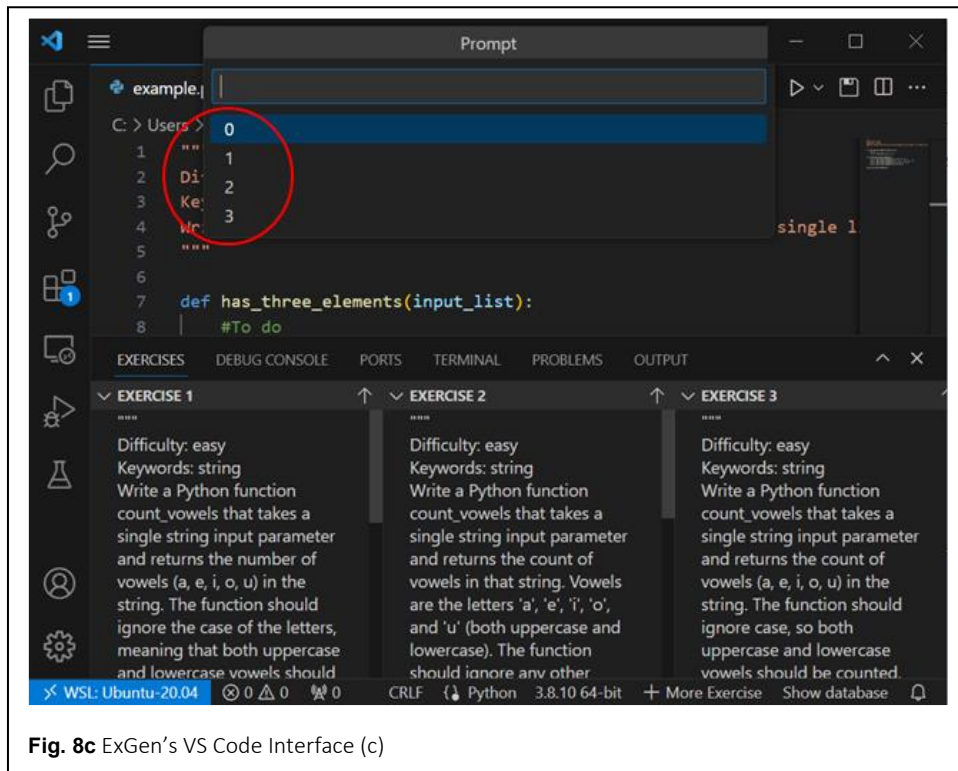 Prompt
example.p
C: > Users >
0
1
2
3
1 """
2 Di
3 Ke
4 Wr single l
5 """
6
7 def has_three_elements(input_list):
8 #To do
1
EXERCISES DEBUG CONSOLE PORTS TERMINAL PROBLEMS OUTPUT
EXERCISE 1
"""
Difficulty: easy
Keywords: string
Write a Python function
count_vowels that takes a
single string input parameter
and returns the number of
vowels (a, e, i, o, u) in the
string. The function should
ignore the case of the letters,
meaning that both uppercase
and lowercase vowels should
EXERCISE 2
"""
Difficulty: easy
Keywords: string
Write a Python function
count_vowels that takes a
single string input parameter
and returns the count of
vowels in that string. Vowels
are the letters 'a', 'e', 'i', 'o',
and 'u' (both uppercase and
lowercase). The function
should ignore any other
EXERCISE 3
"""
Difficulty: easy
Keywords: string
Write a Python function
count_vowels that takes a
single string input parameter
and returns the count of
vowels (a, e, i, o, u) in the
string. The function should
ignore case, so both
uppercase and lowercase
vowels should be counted.
WSL: Ubuntu-20.04 0 0 0 CRLF Python 3.8.10 64-bit + More Exercise Show database
Fig. 8c ExGen’s VS Code Interface (c)